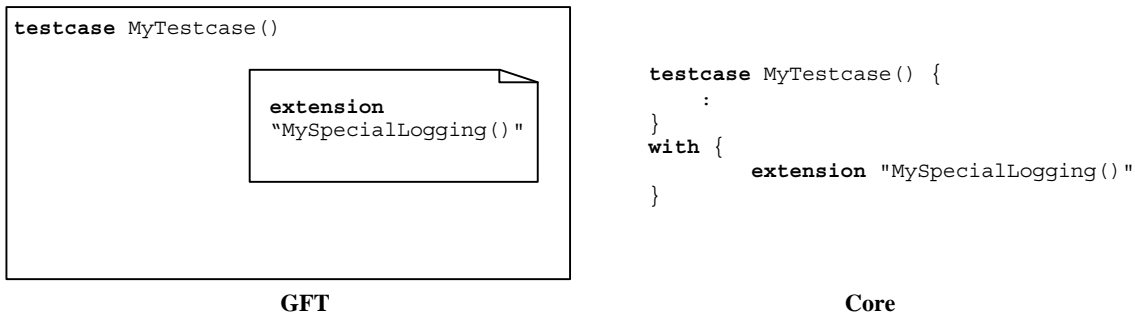 testcase MyTestcase()
extension
“MySpecialLogging()"
GFT
testcase MyTestcase() {
:
}
with {
extension "MySpecialLogging()"
}
Core